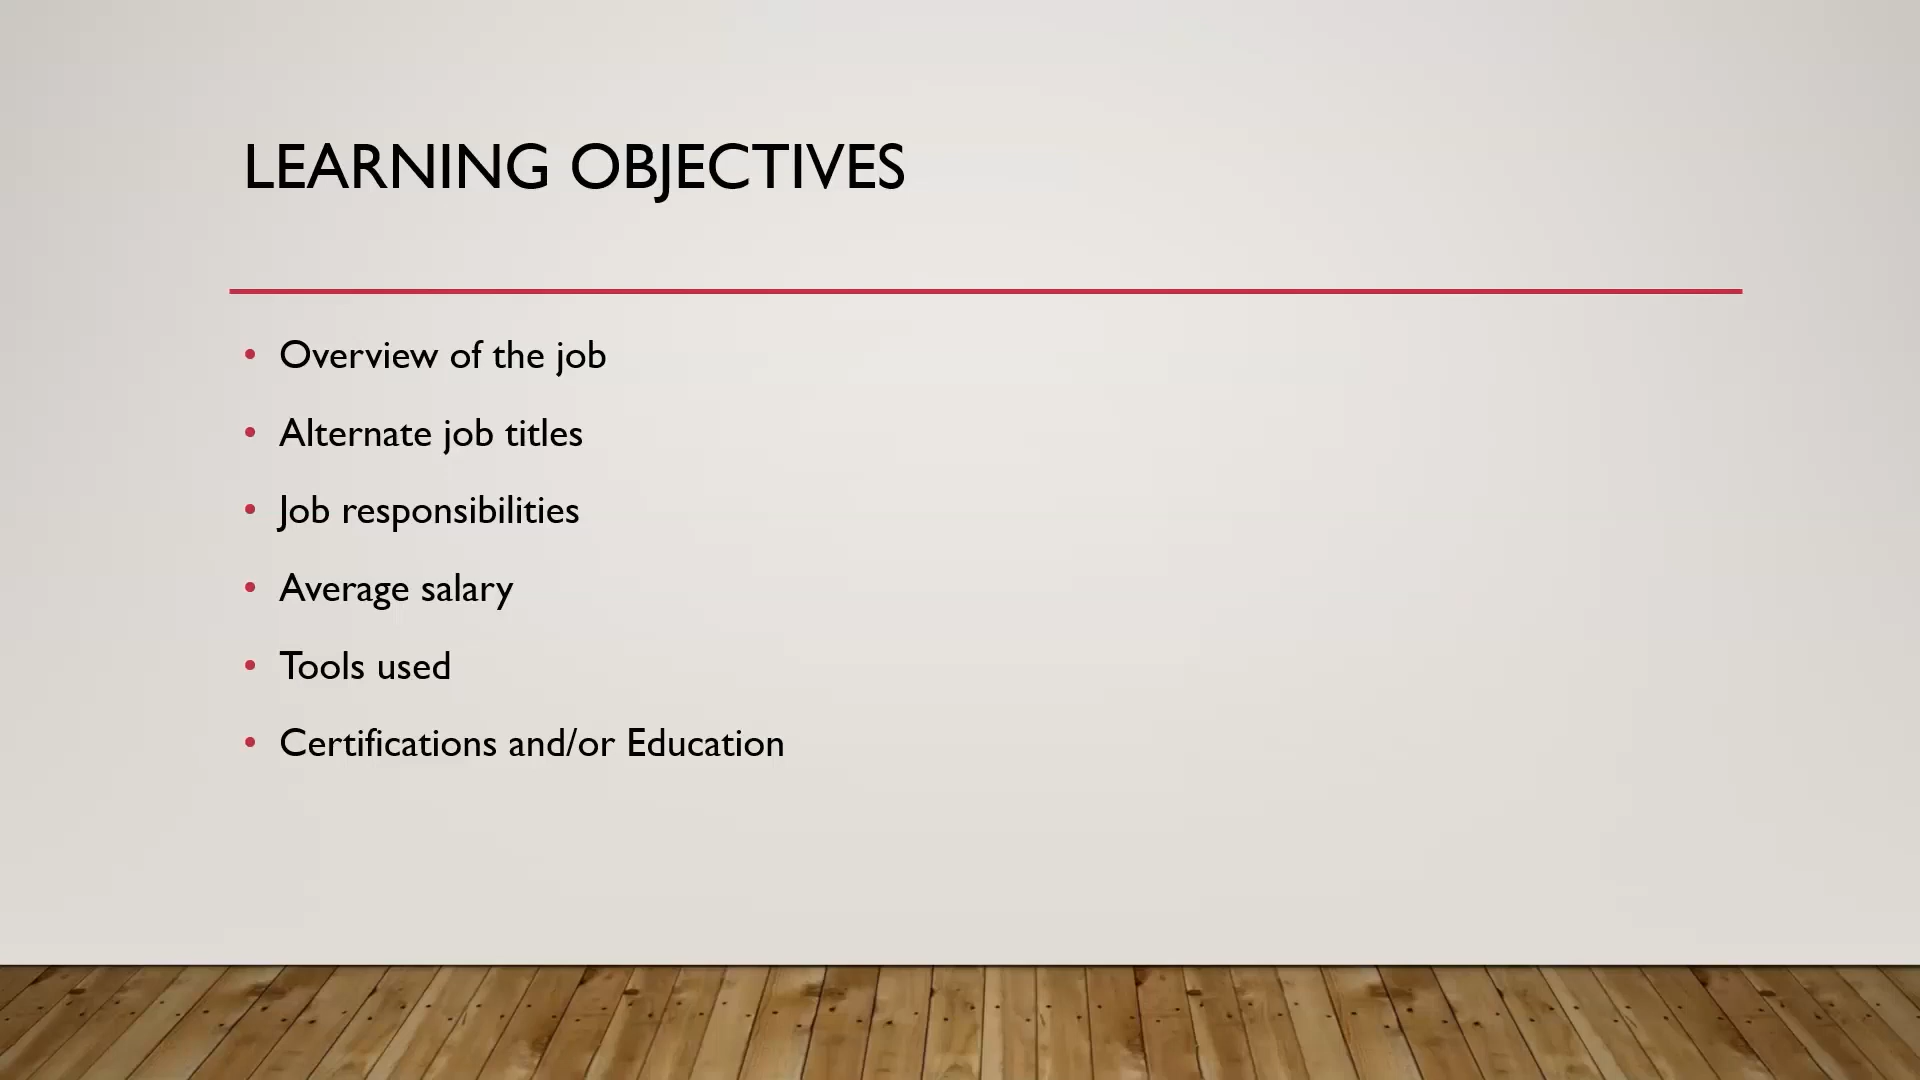 LEARNING OBJECTIVES
• Overview of the job
• Alternate job titles
• Job responsibilities
• Average salary
• Tools used
• Certifications and/or Education